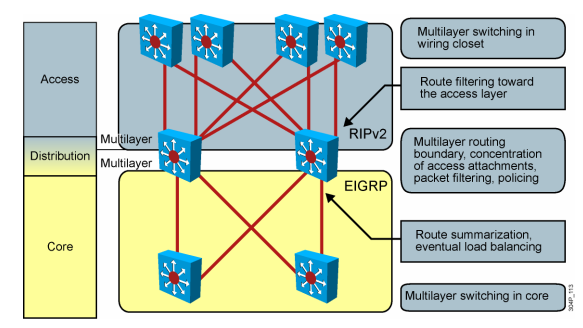 Access
Distribution
Core
Multilayer
Multilayer
RIPv2
EIGRP
Multilayer switching in
wiring closet
Route filtering toward
the access layer
Multilayer routing
boundary, concentration
of access attachments,
packet filtering, policing
Route summarization,
eventual load balancing
Multilayer switching in core
304P_113